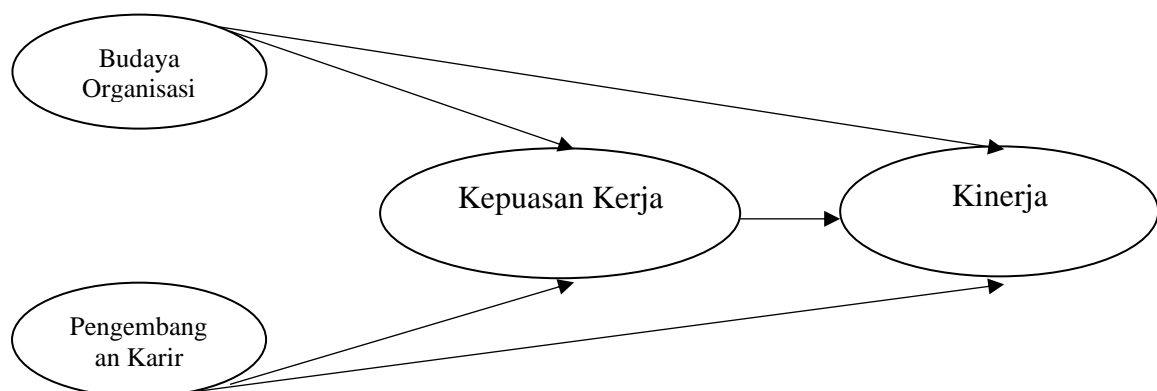 Budaya
Organisasi
Kepuasan Kerja
Kinerja
Pengembang
an Karir